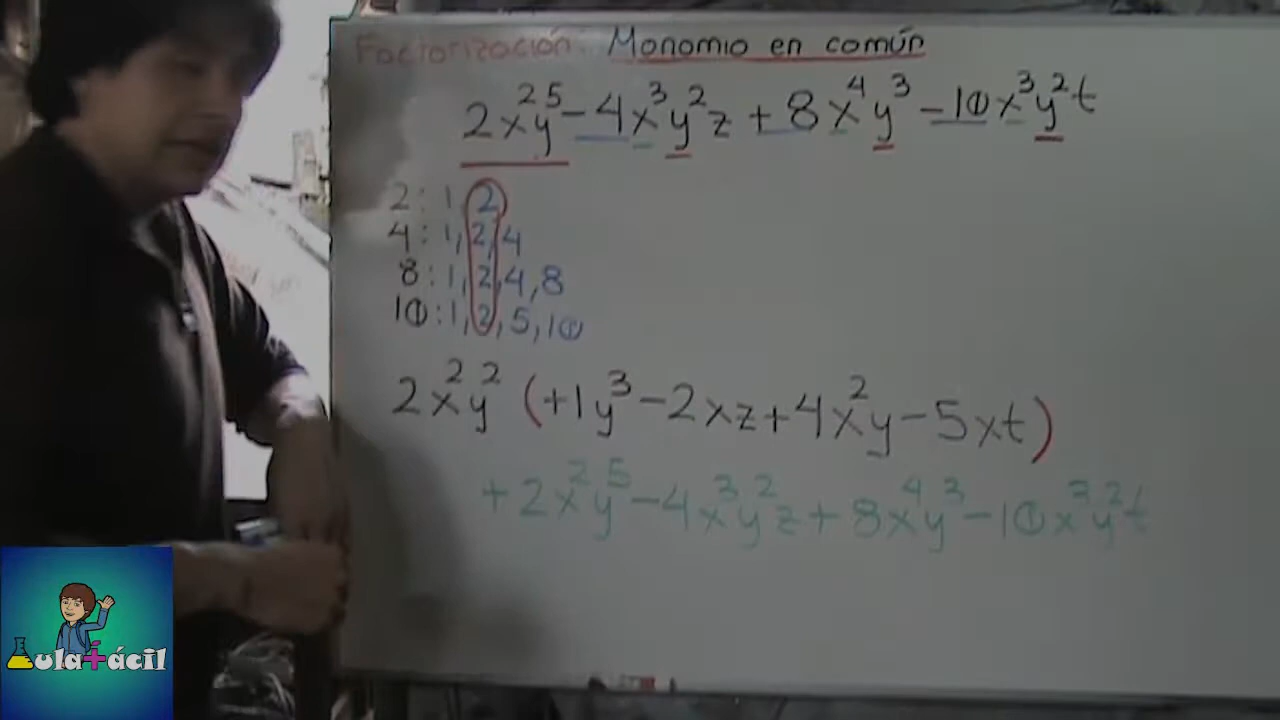 Factorización: Monomio en común
2x²y⁵ - 4x³y²z + 8x⁴y³ - 10x³y²t
2: 1, 2
4: 1, 2, 4
8: 1, 2, 4, 8
10: 1, 2, 5, 10
2x²y² (+1y³ - 2xz + 4x²y - 5xt)
+ 2x²y⁵ - 4x³y²z + 8x⁴y³ - 10x³y²t
Aulafácil